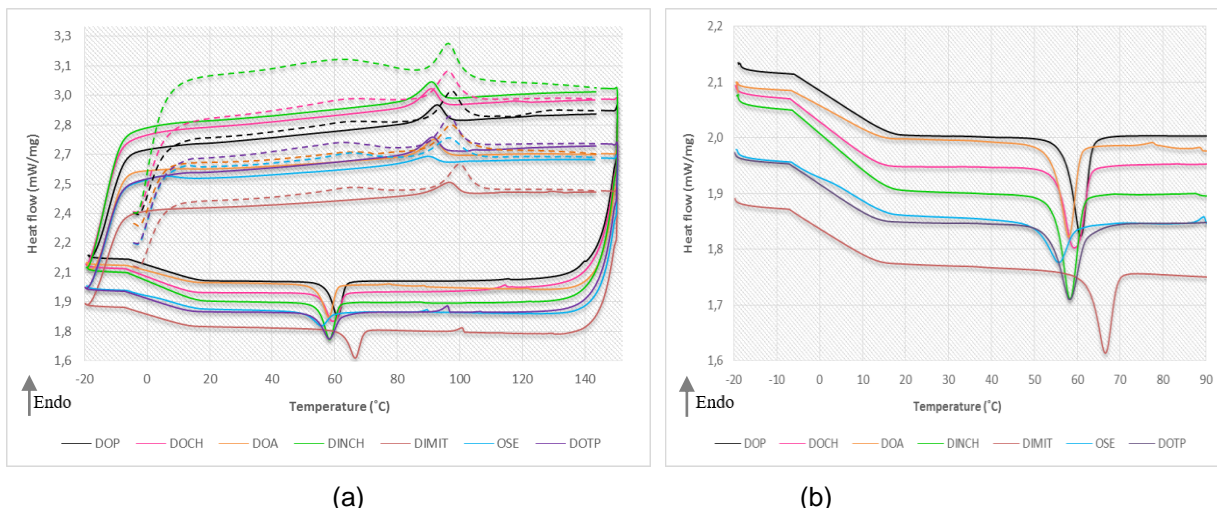 Heat flow (mW/mg)
3,3
3,1
3,0
2,8
2,7
2,5
2,4
2,2
2,1
1,9
1,8
1,6
-20 0 20 40 60 80 100 120 140
Endo
Temperature (˚C)
DOP DOCH DOA DINCH DIMIT OSE DOTP
(a)
Heat flow (mW/mg)
2,2
2,1
2,0
1,9
1,8
1,7
1,6
-20 -10 0 10 20 30 40 50 60 70 80 90
Endo
Temperature (˚C)
DOP DOCH DOA DINCH DIMIT OSE DOTP
(b)